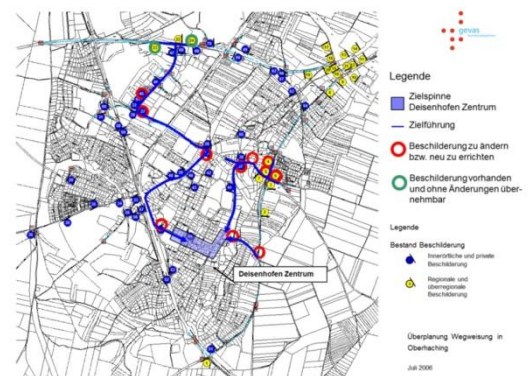 gevas
Legende
Zielspinne
Deisenhofen Zentrum
Zielführung
Beschilderung zu ändern
bzw. neu zu errichten
Beschilderung vorhanden
und ohne Änderungen über-
nehmbar
Legende
Bestand Beschilderung
Innerörtliche und private
Beschilderung
Regionale und
überregionale
Beschilderung
Deisenhofen Zentrum
Überplanung Wegweisung in
Oberhaching
Juli 2006